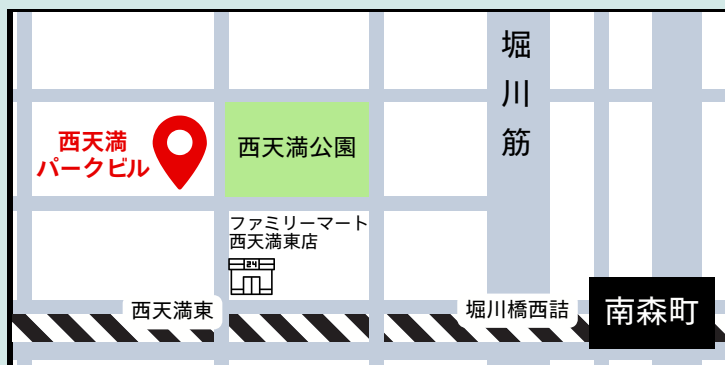 堀川筋
西天満
パークビル
西天満公園
ファミリーマート
西天満東店
24
西天満東
堀川橋西詰
南森町